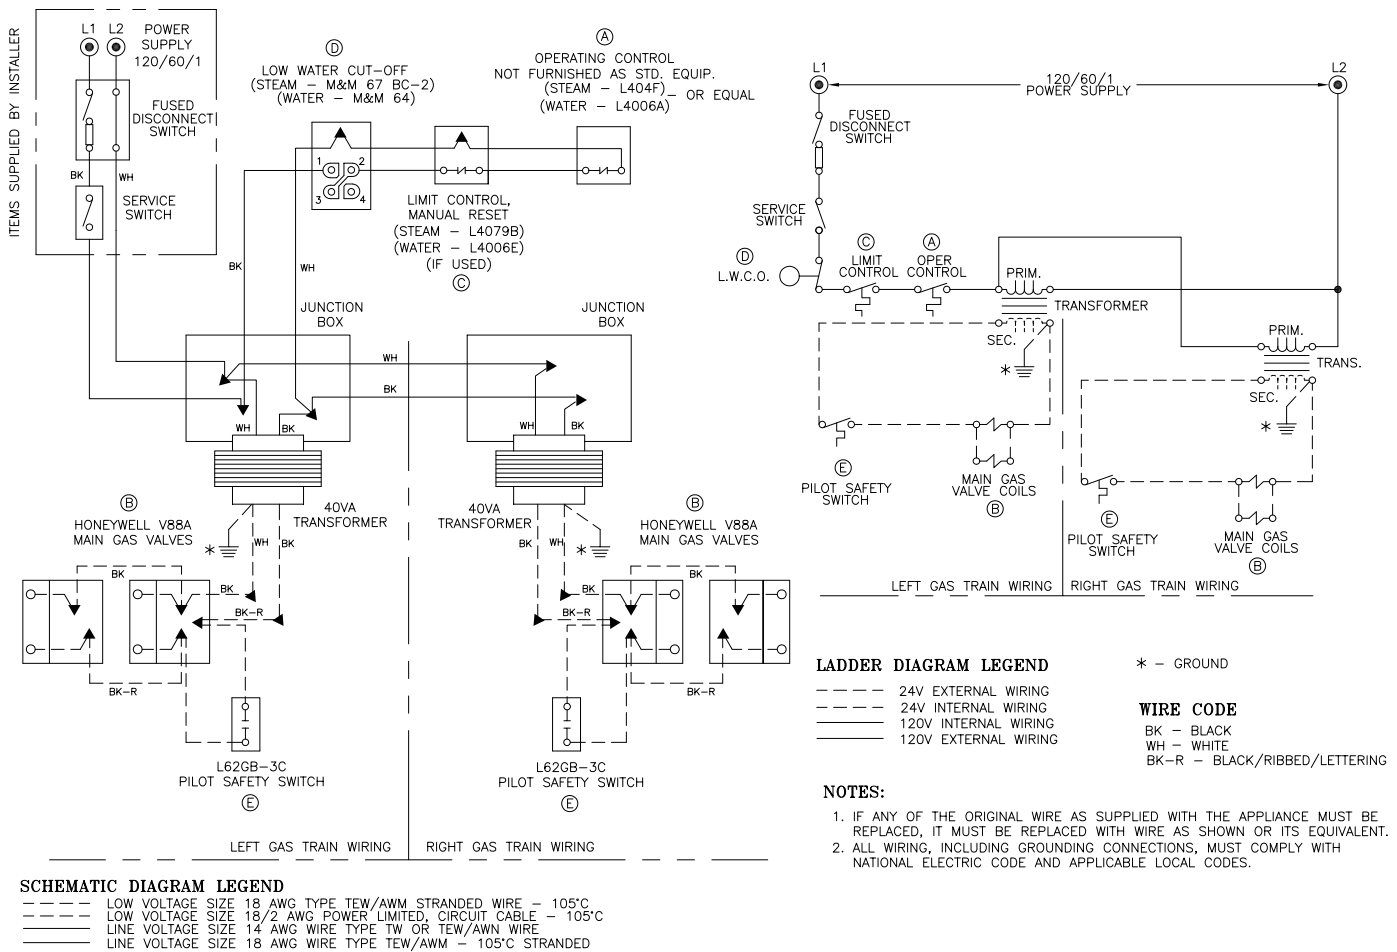 ITEMS SUPPLIED BY INSTALLER
L1 L2
POWER
SUPPLY
120/60/1
FUSED
DISCONNECT
SWITCH
BK
WH
SERVICE
SWITCH
D
LOW WATER CUT-OFF
(STEAM - M&M 67 BC-2)
(WATER - M&M 64)
A
OPERATING CONTROL
NOT FURNISHED AS STD. EQUIP.
(STEAM - L404F)
(WATER - L4006A)
- OR EQUAL
1
2
3
4
LIMIT CONTROL,
MANUAL RESET
(STEAM - L4079B)
(WATER - L4006E)
(IF USED)
C
BK
WH
JUNCTION
BOX
JUNCTION
BOX
WH
BK
WH
BK
WH
BK
40VA
TRANSFORMER
40VA
TRANSFORMER
B
HONEYWELL V88A
MAIN GAS VALVES
B
HONEYWELL V88A
MAIN GAS VALVES
*
WH
BK
BK
WH
*
BK
BK
BK-R
BK-R
BK
BK-R
BK
BK-R
L62GB-3C
PILOT SAFETY SWITCH
E
L62GB-3C
PILOT SAFETY SWITCH
E
LEFT GAS TRAIN WIRING
RIGHT GAS TRAIN WIRING
SCHEMATIC DIAGRAM LEGEND
LOW VOLTAGE SIZE 18 AWG TYPE TEW/AWM STRANDED WIRE - 105°C
LOW VOLTAGE SIZE 18/2 AWG POWER LIMITED, CIRCUIT CABLE - 105°C
LINE VOLTAGE SIZE 14 AWG WIRE TYPE TW OR TEW/AWN WIRE
LINE VOLTAGE SIZE 18 AWG WIRE TYPE TEW/AWM - 105°C STRANDED
L1
120/60/1
POWER SUPPLY
L2
FUSED
DISCONNECT
SWITCH
SERVICE
SWITCH
D
L.W.C.O.
C
LIMIT
CONTROL
A
OPER
CONTROL
PRIM.
TRANSFORMER
SEC.
*
PRIM.
TRANS.
SEC.
*
E
PILOT SAFETY
SWITCH
MAIN GAS
VALVE COILS
B
E
PILOT SAFETY
SWITCH
MAIN GAS
VALVE COILS
B
LEFT GAS TRAIN WIRING
RIGHT GAS TRAIN WIRING
LADDER DIAGRAM LEGEND
24V EXTERNAL WIRING
24V INTERNAL WIRING
120V INTERNAL WIRING
120V EXTERNAL WIRING
* - GROUND
WIRE CODE
BK - BLACK
WH - WHITE
BK-R - BLACK/RIBBED/LETTERING
NOTES:
1. IF ANY OF THE ORIGINAL WIRE AS SUPPLIED WITH THE APPLIANCE MUST BE
REPLACED, IT MUST BE REPLACED WITH WIRE AS SHOWN OR ITS EQUIVALENT.
2. ALL WIRING, INCLUDING GROUNDING CONNECTIONS, MUST COMPLY WITH
NATIONAL ELECTRIC CODE AND APPLICABLE LOCAL CODES.